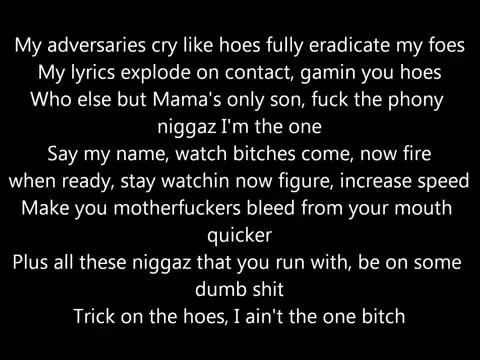 My adversaries cry like hoes fully eradicate my foes
My lyrics explode on contact, gamin you hoes
Who else but Mama's only son, fuck the phony
niggaz I'm the one
Say my name, watch bitches come, now fire
when ready, stay watchin now figure, increase speed
Make you motherfuckers bleed from your mouth
quicker
Plus all these niggaz that you run with, be on some
dumb shit
Trick on the hoes, I ain't the one bitch